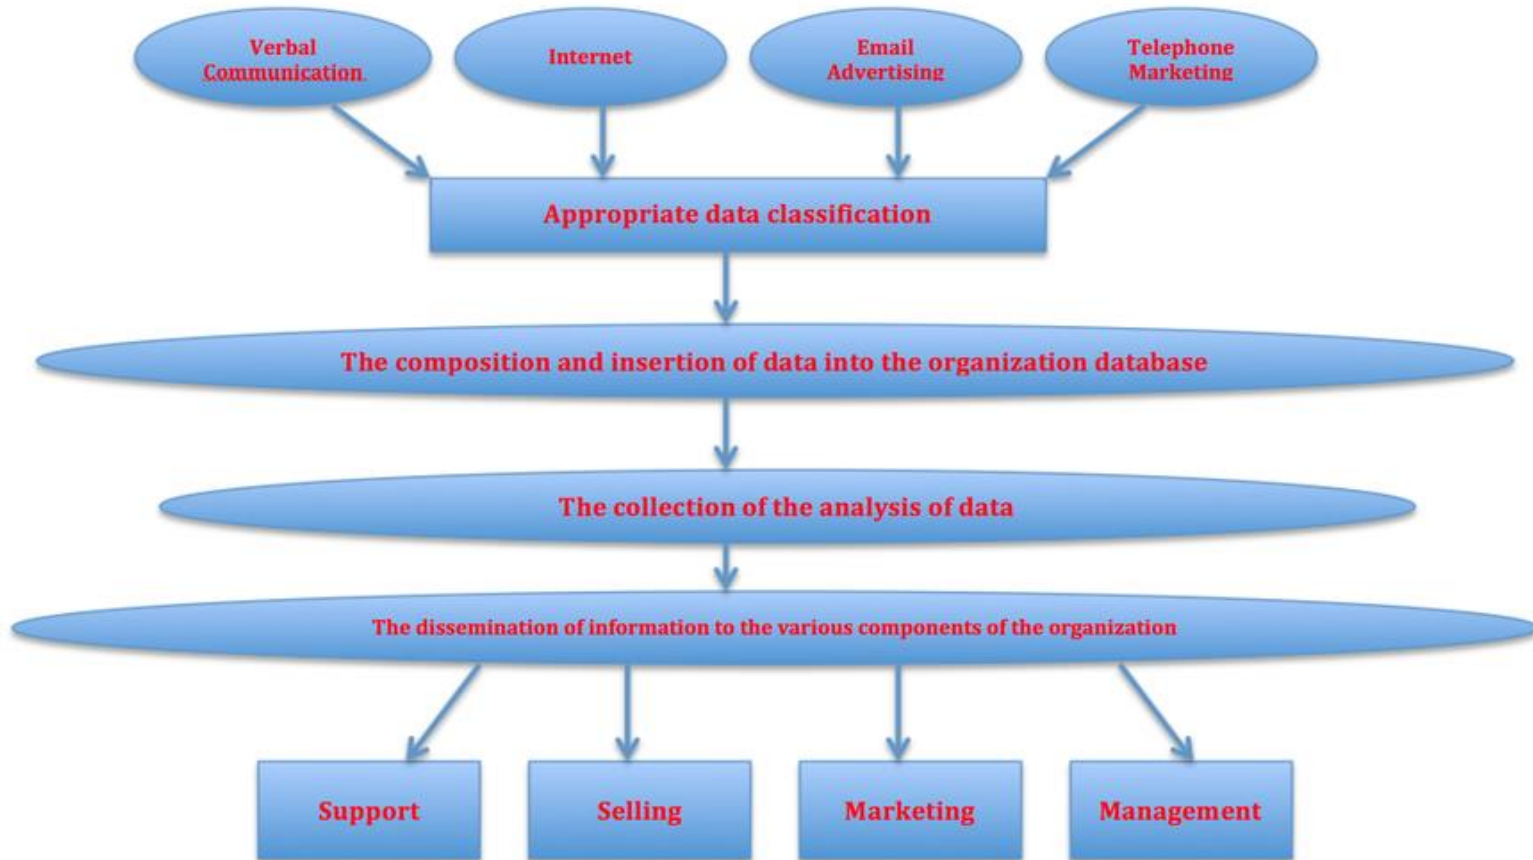 Verbal
Communication.
Internet
Email
Advertising
Telephone
Marketing
Appropriate data classification
The composition and insertion of data into the organization database
The collection of the analysis of data
The dissemination of information to the various components of the organization
Support
Selling
Marketing
Management